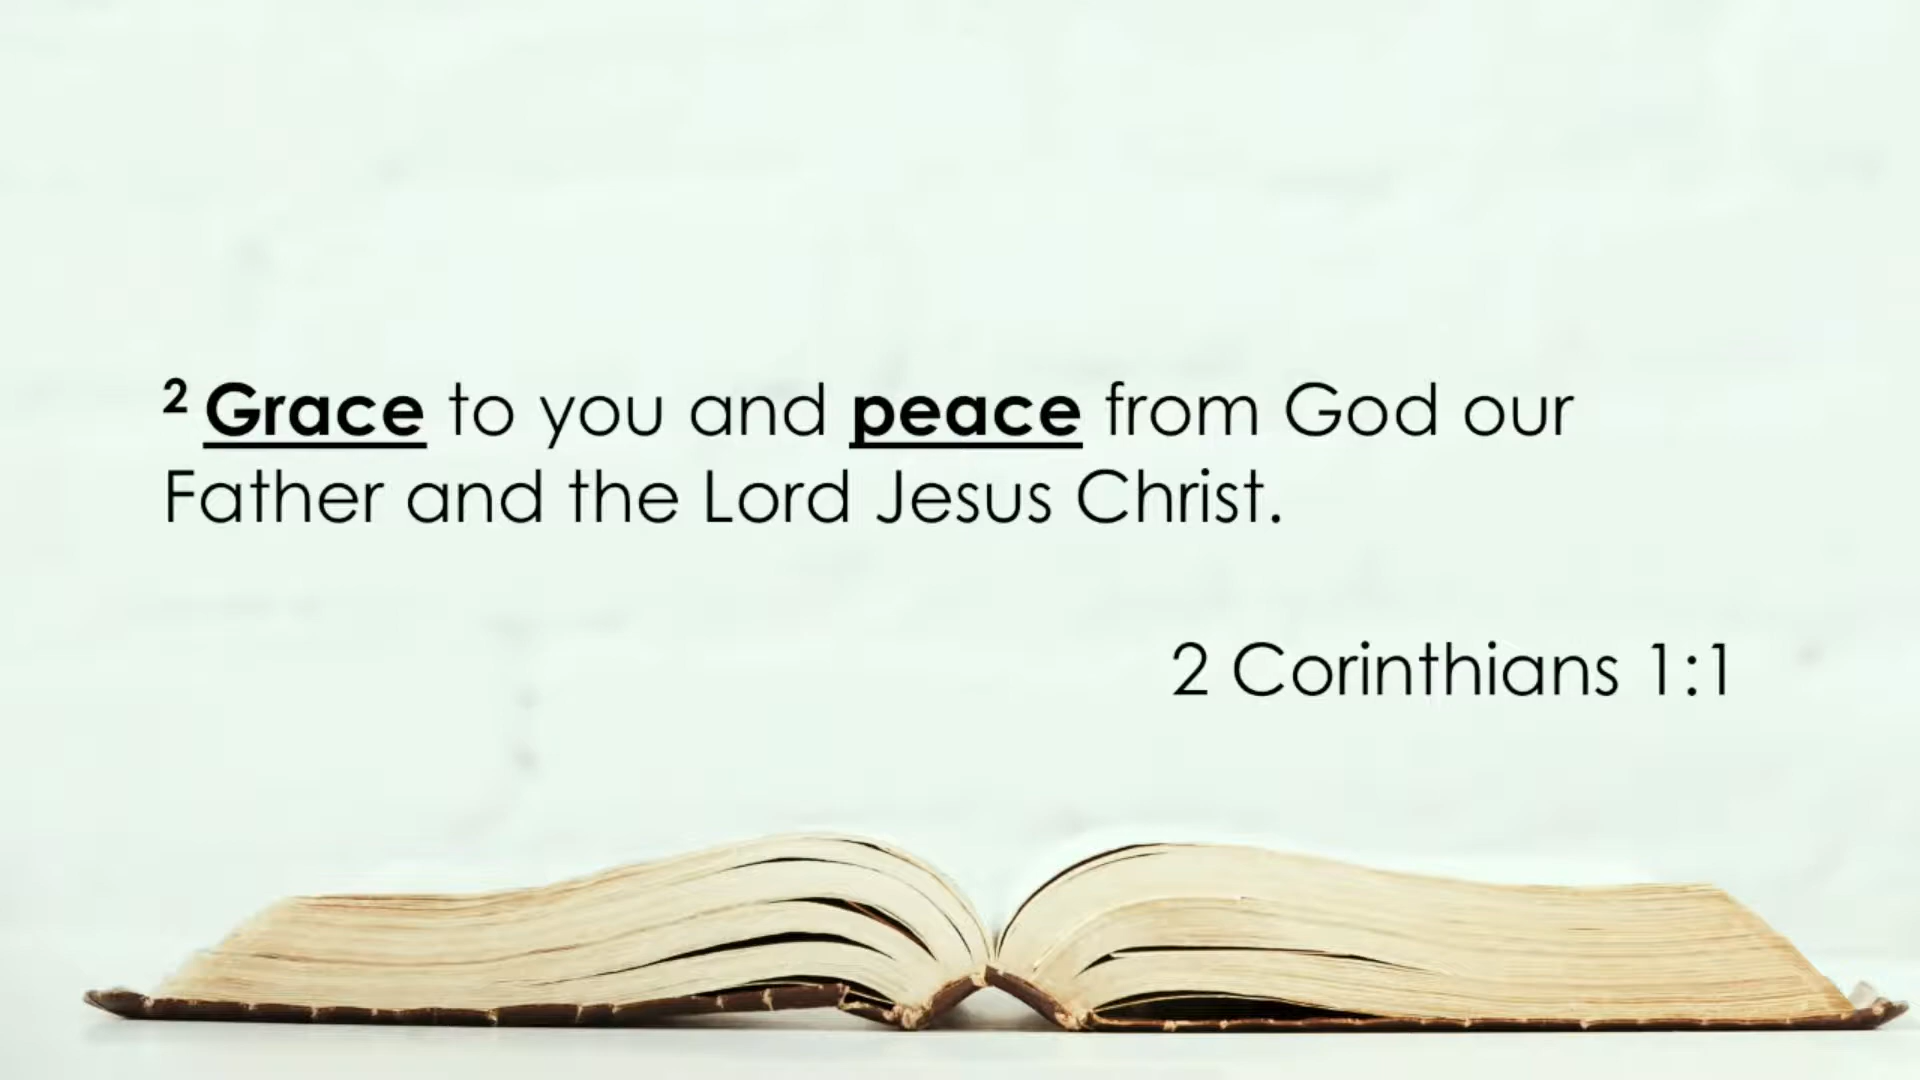 2 Grace to you and peace from God our
Father and the Lord Jesus Christ.
2 Corinthians 1:1